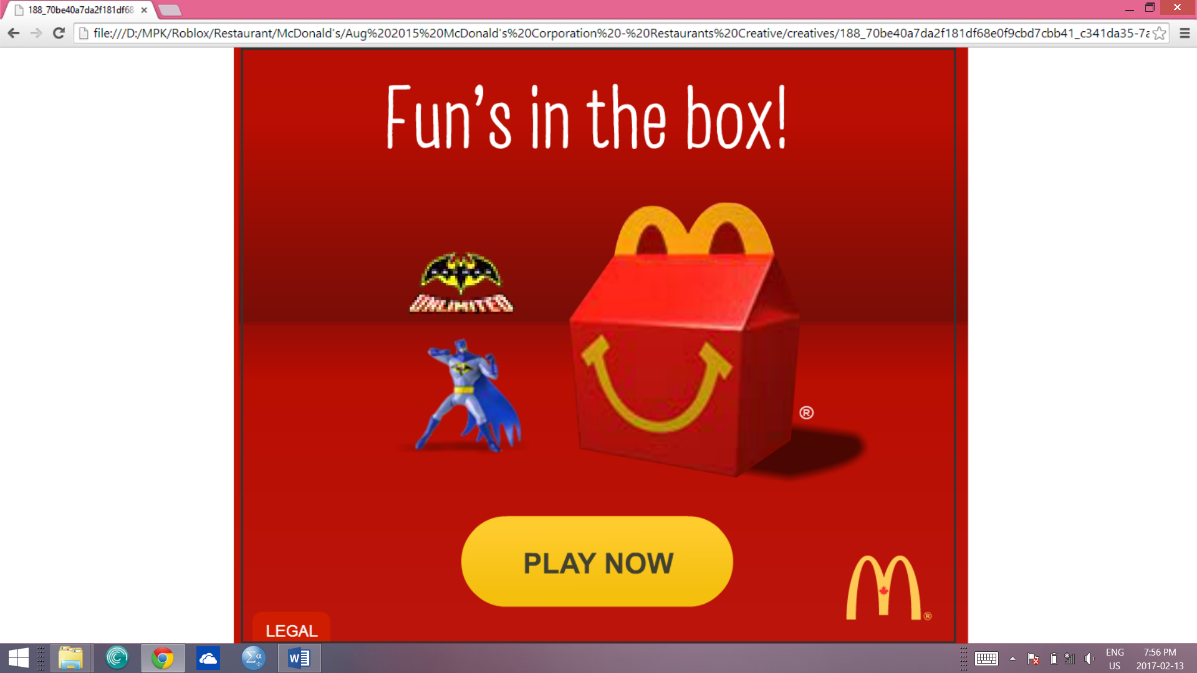 188_70be40a7da2f181df68
file:///D:/MPK/Roblox/Restaurant/McDonald's/Aug%202015%20McDonald's%20Corporation%20-%20Restaurants%20Creative/creatives/188_70be40a7da2f181df68e0f9cbd7cbb41_c341da35-7a
Fun's in the box!
UNLIMITED
®
PLAY NOW
®
LEGAL
ENG
US
7:56 PM
2017-02-13